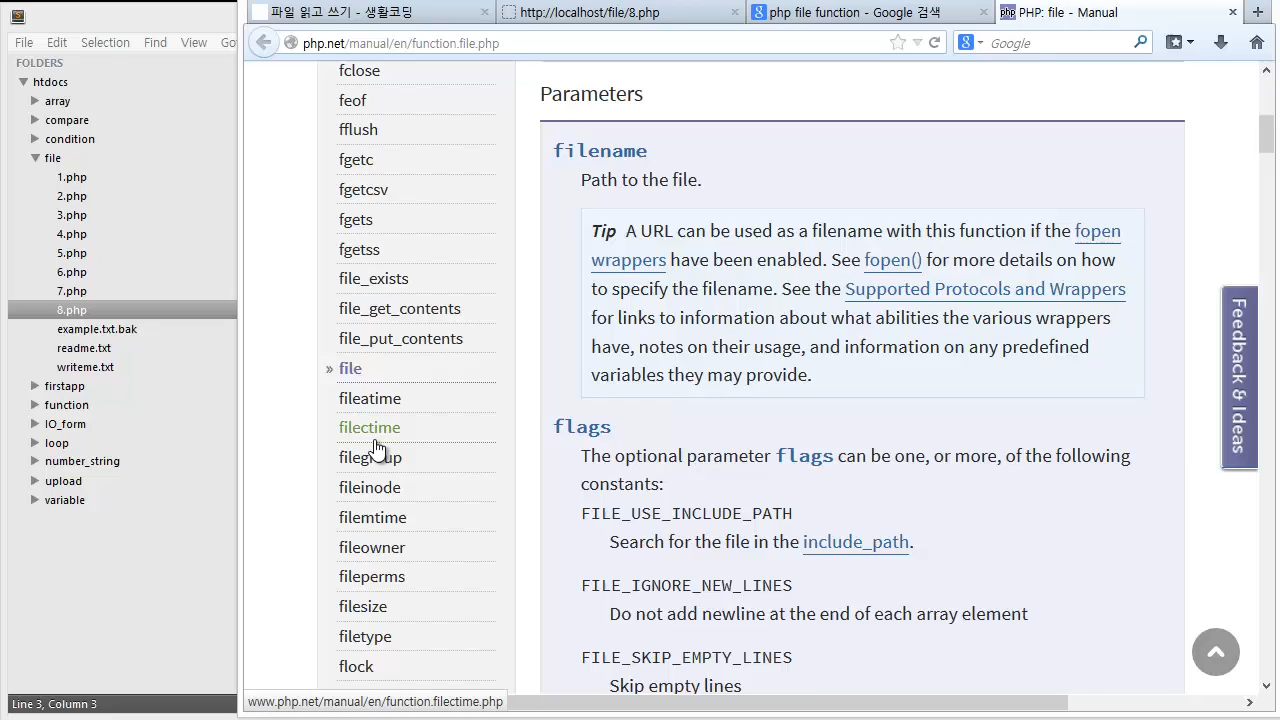 파일 읽고 쓰기 - 생활코딩
http://localhost/file/8.php
php file function - Google 검색
php PHP: file - Manual
File Edit Selection Find View Go
php.net/manual/en/function.file.php
Google
FOLDERS
htdocs
array
compare
condition
file
1.php
2.php
3.php
4.php
5.php
6.php
7.php
8.php
example.txt.bak
readme.txt
writeme.txt
firstapp
function
IO_form
loop
number_string
upload
variable
Line 3, Column 3
fclose
feof
fflush
fgetc
fgetcsv
fgets
fgetss
file_exists
file_get_contents
file_put_contents
» file
fileatime
filectime
filegroup
fileinode
filemtime
fileowner
fileperms
filesize
filetype
flock
www.php.net/manual/en/function.filectime.php
Parameters
filename
Path to the file.
Tip A URL can be used as a filename with this function if the fopen
wrappers have been enabled. See fopen() for more details on how
to specify the filename. See the Supported Protocols and Wrappers
for links to information about what abilities the various wrappers
have, notes on their usage, and information on any predefined
variables they may provide.
flags
The optional parameter flags can be one, or more, of the following
constants:
FILE_USE_INCLUDE_PATH
Search for the file in the include_path.
FILE_IGNORE_NEW_LINES
Do not add newline at the end of each array element
FILE_SKIP_EMPTY_LINES
Skip empty lines
Feedback & Ideas